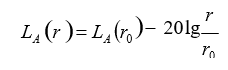 L_A(r) = L_A(r_0) − 20lg r/r_0